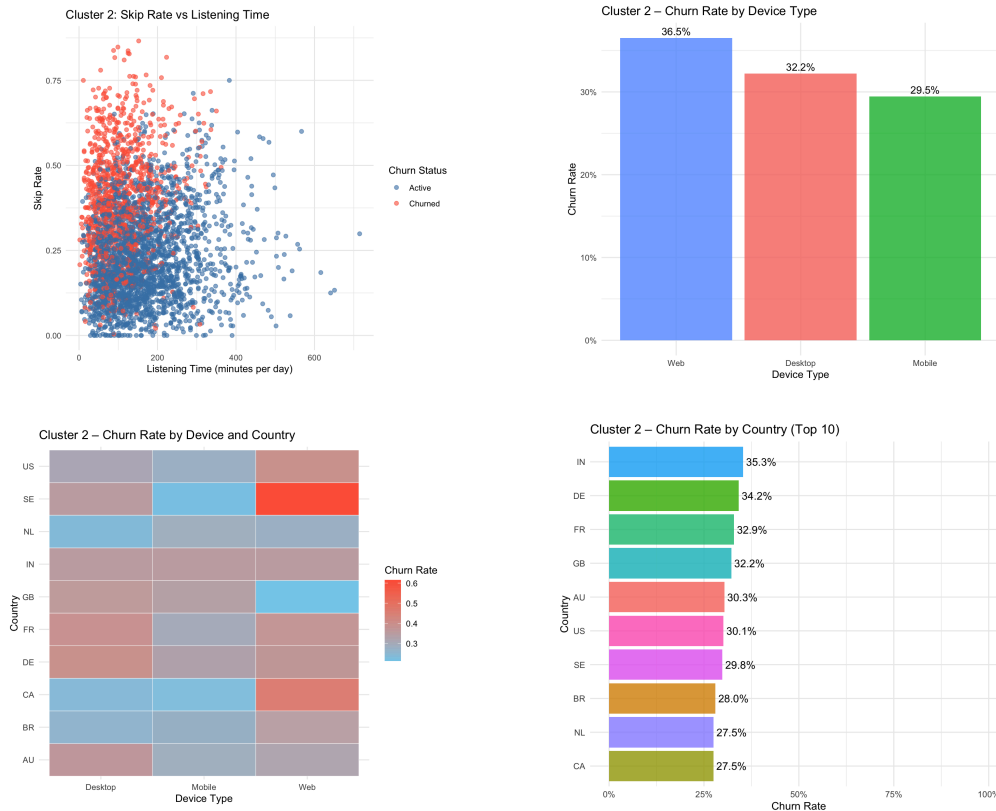 Cluster 2: Skip Rate vs Listening Time
Skip Rate
0.75
0.50
0.25
0.00
0
200
400
600
Listening Time (minutes per day)
Churn Status
Active
Churned
Cluster 2 – Churn Rate by Device Type
Churn Rate
30%
20%
10%
0%
36.5%
32.2%
29.5%
Web
Desktop
Mobile
Device Type
Cluster 2 – Churn Rate by Device and Country
Country
US
SE
NL
IN
GB
FR
DE
CA
BR
AU
Desktop
Mobile
Web
Device Type
Churn Rate
0.6
0.5
0.4
0.3
Cluster 2 – Churn Rate by Country (Top 10)
Country
IN 35.3%
DE 34.2%
FR 32.9%
GB 32.2%
AU 30.3%
US 30.1%
SE 29.8%
BR 28.0%
NL 27.5%
CA 27.5%
0%
25%
50%
75%
100%
Churn Rate